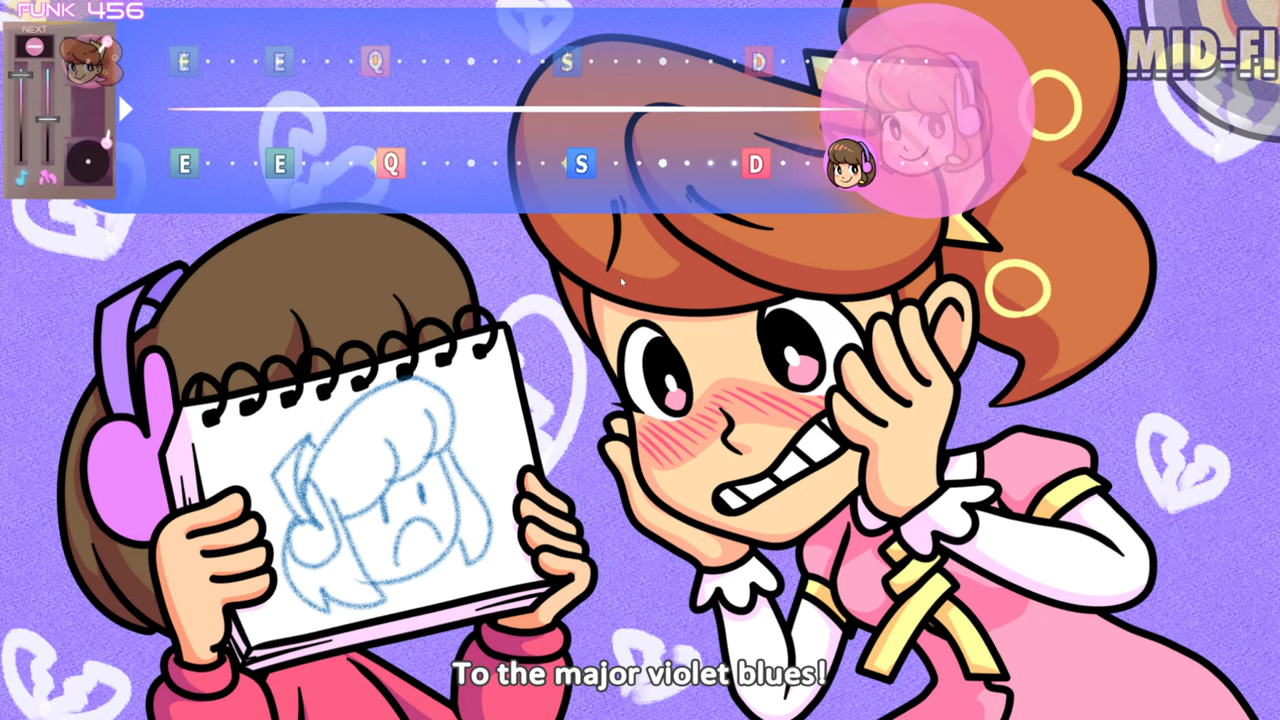 FUNK 456
NEXT
MID-FI
E E Q S D
E E Q S D
To the major violet blues!